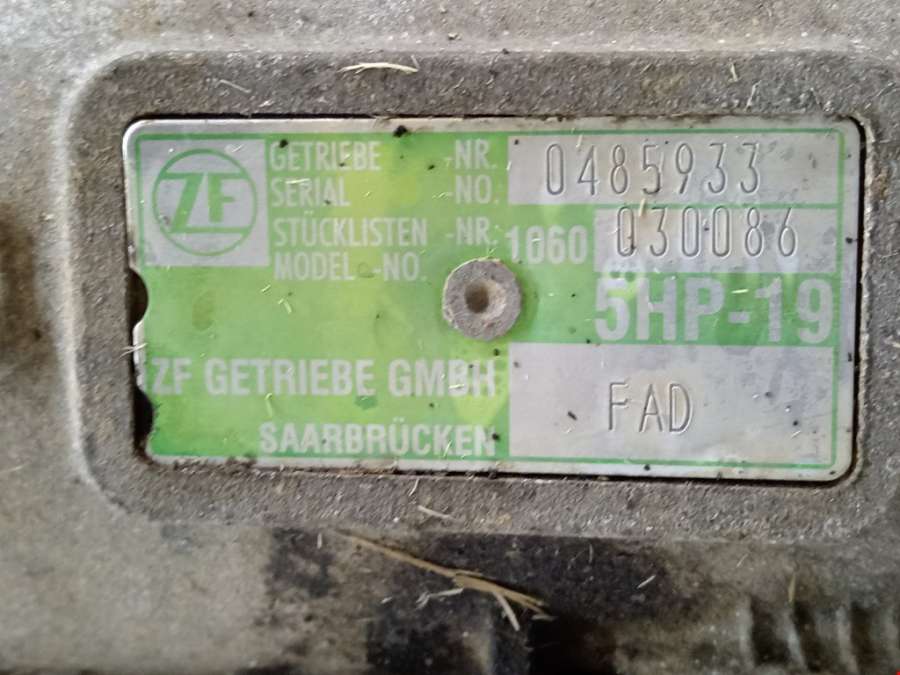 ZF
GETRIEBE -NR. 0485933
SERIAL -NO.
STÜCKLISTEN -NR. 1060 030086
MODEL -NO.
5HP-19
ZF GETRIEBE GMBH
FAD
SAARBRÜCKEN